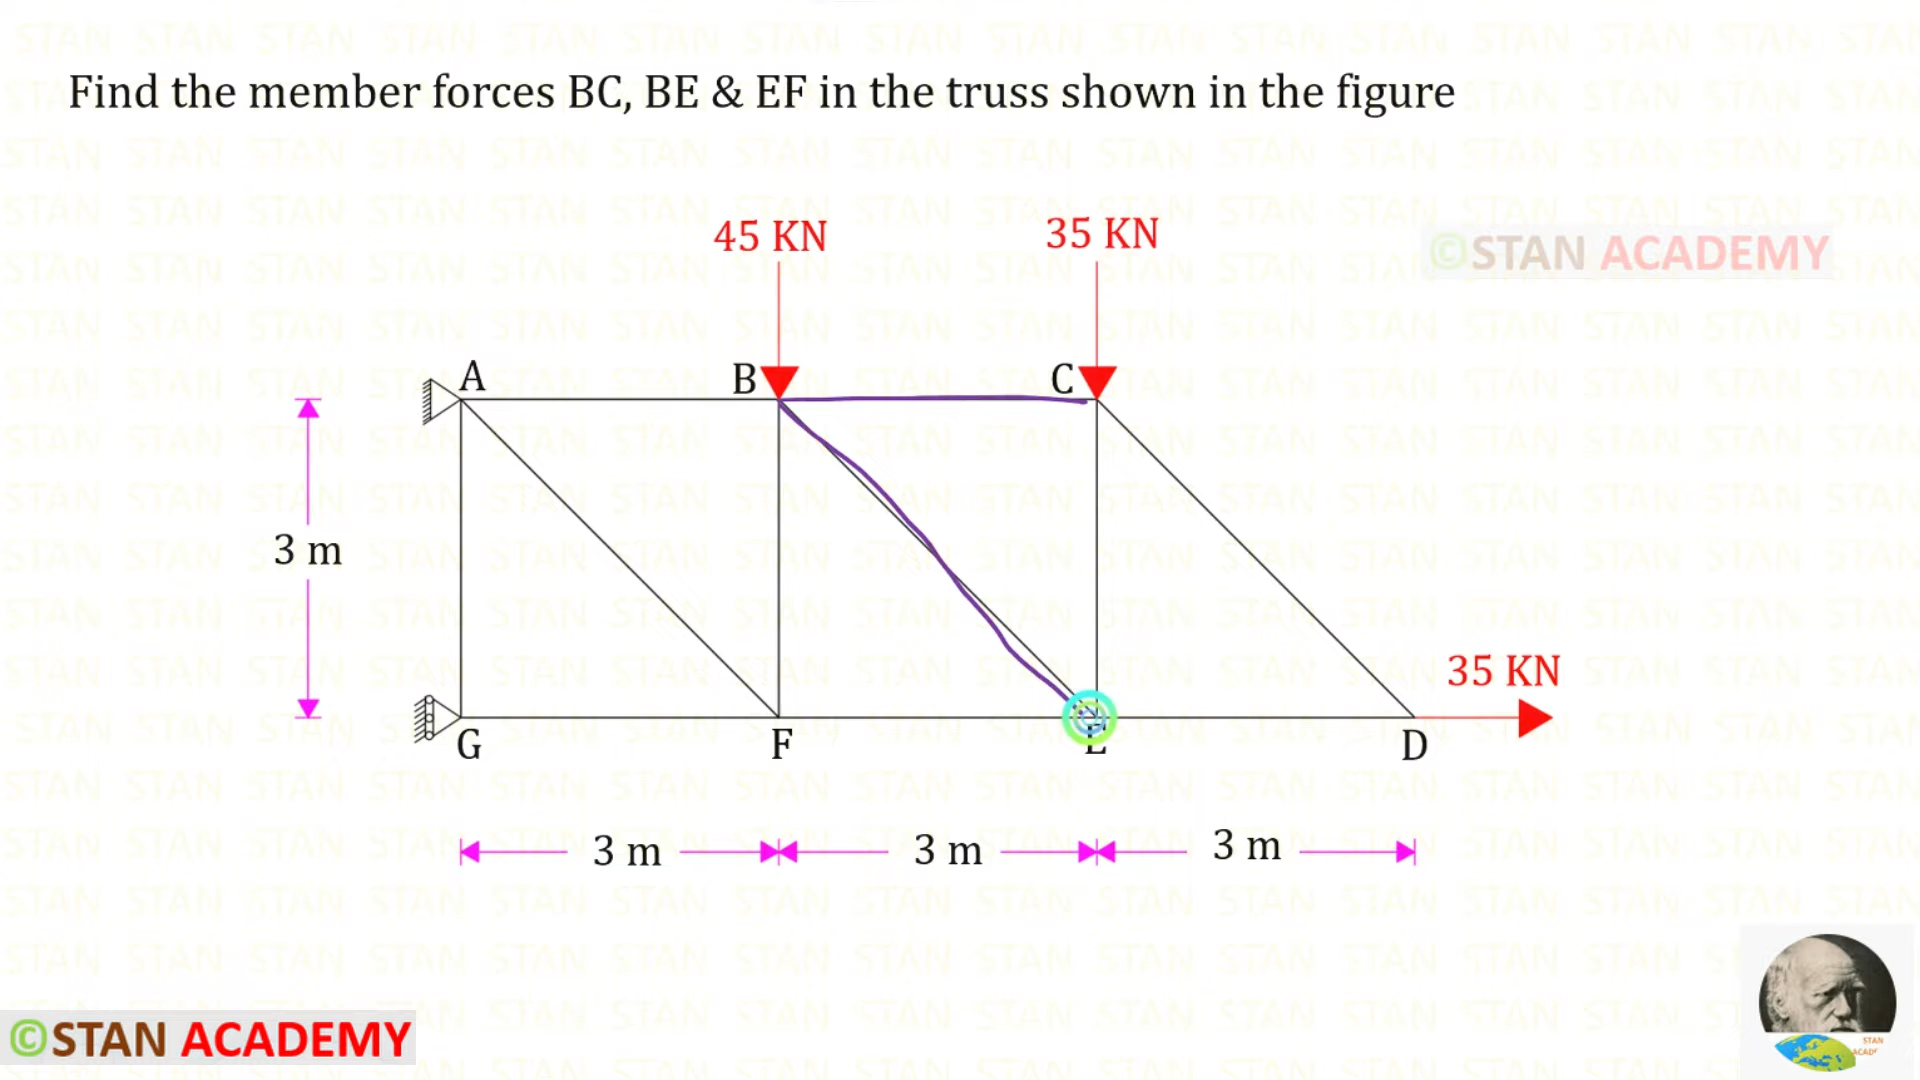 Find the member forces BC, BE & EF in the truss shown in the figure
45 KN
35 KN
©STAN ACADEMY
A
B
C
3 m
35 KN
G
F
E
D
3 m
3 m
3 m
©STAN ACADEMY
STAN